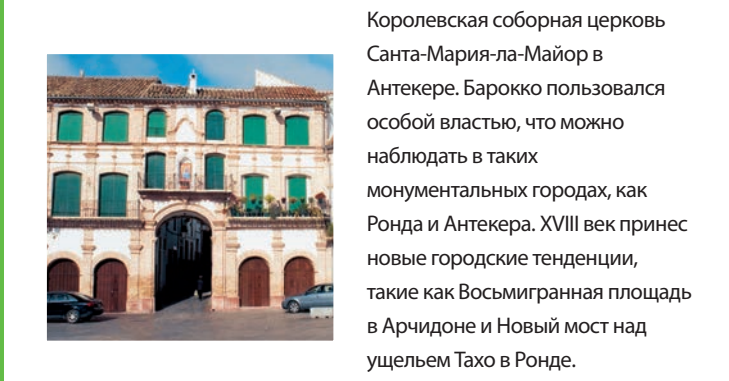 Королевская соборная церковь
Санта-Мария-ла-Майор в
Антекере. Барокко пользовался
особой властью, что можно
наблюдать в таких
монументальных городах, как
Ронда и Антекера. XVIII век принес
новые городские тенденции,
такие как Восьмигранная площадь
в Арчидоне и Новый мост над
ущельем Тахо в Ронде.